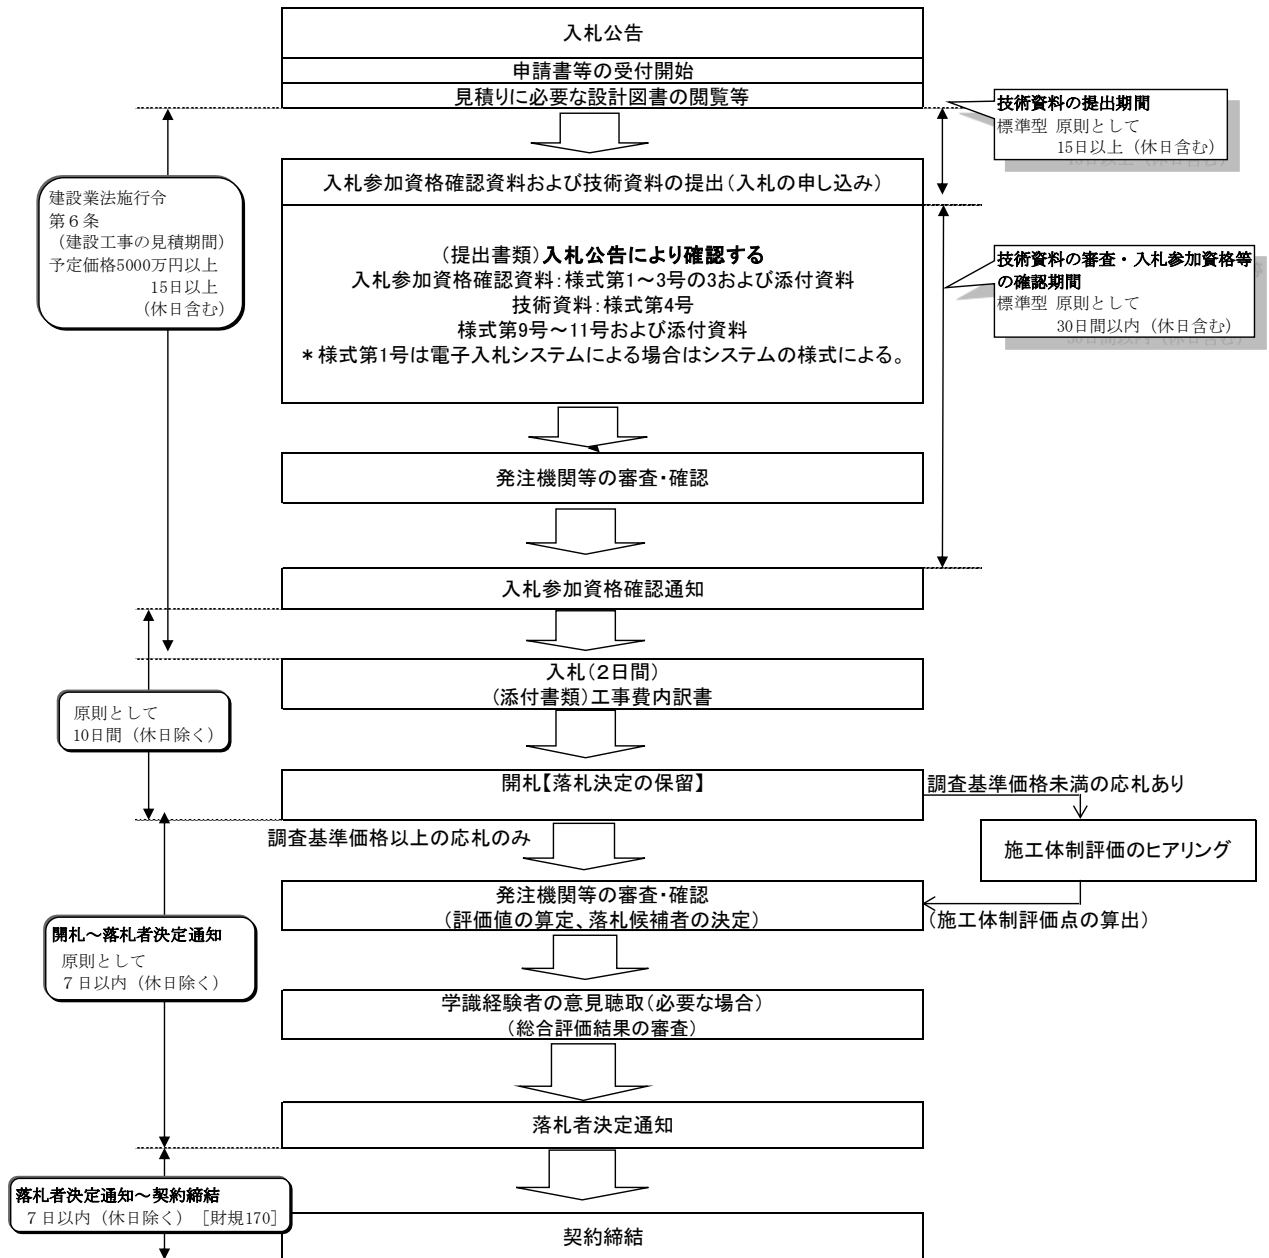 入札公告
申請書等の受付開始
見積りに必要な設計図書の閲覧等
技術資料の提出期間
標準型 原則として
15日以上（休日含む）
入札参加資格確認資料および技術資料の提出（入札の申し込み）
建設業法施行令
第６条
（建設工事の見積期間）
予定価格5000万円以上
15日以上
（休日含む）
（提出書類）入札公告により確認する
入札参加資格確認資料：様式第1～3号の3および添付資料
技術資料：様式第4号
様式第9号～11号および添付資料
＊様式第1号は電子入札システムによる場合はシステムの様式による。
技術資料の審査・入札参加資格等
の確認期間
標準型 原則として
30日間以内（休日含む）
発注機関等の審査・確認
入札参加資格確認通知
入札（２日間）
（添付書類）工事費内訳書
原則として
10日間（休日除く）
開札【落札決定の保留】
調査基準価格未満の応札あり
調査基準価格以上の応札のみ
施工体制評価のヒアリング
発注機関等の審査・確認
（評価値の算定、落札候補者の決定）
（施工体制評価点の算出）
開札～落札者決定通知
原則として
７日以内（休日除く）
学識経験者の意見聴取（必要な場合）
（総合評価結果の審査）
落札者決定通知
落札者決定通知～契約締結
７日以内（休日除く）［財規170］
契約締結